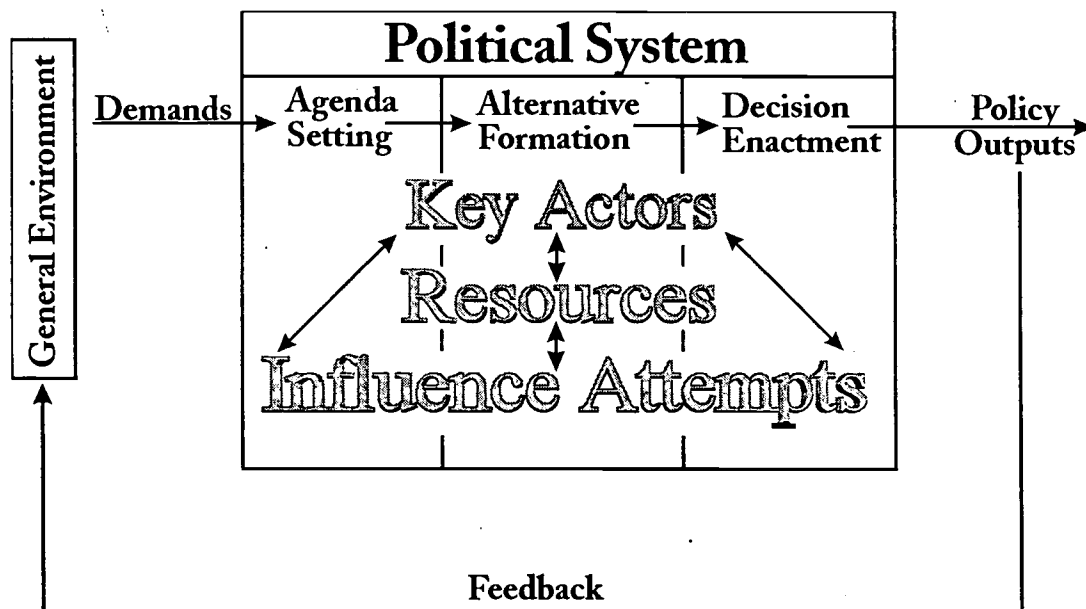 Political System
General Environment
Demands
Agenda
Setting
Alternative
Formation
Decision
Enactment
Policy
Outputs
Key Actors
Resources
Influence Attempts
Feedback